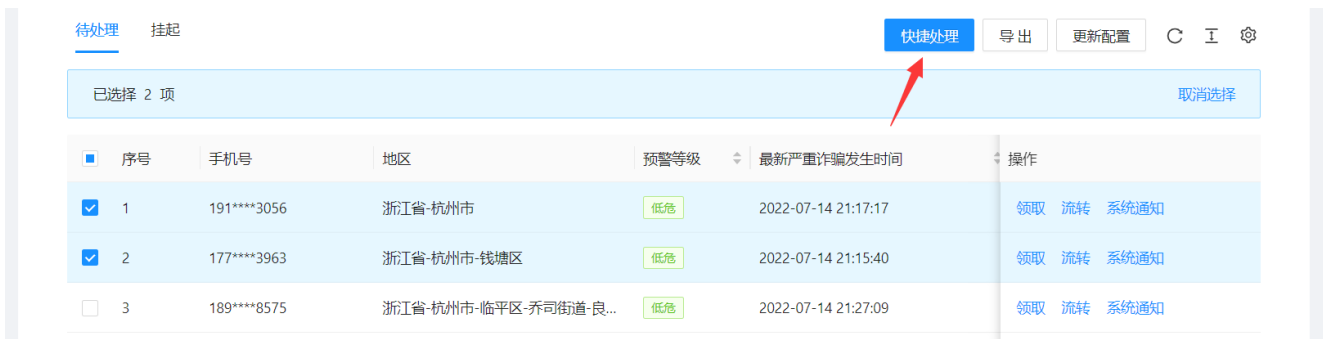 待处理 挂起 快捷处理 导出 更新配置
已选择 2 项 取消选择
序号 手机号 地区 预警等级 最新严重诈骗发生时间 操作
1 191****3056 浙江省-杭州市 低危 2022-07-14 21:17:17 领取 流转 系统通知
2 177****3963 浙江省-杭州市-钱塘区 低危 2022-07-14 21:15:40 领取 流转 系统通知
3 189****8575 浙江省-杭州市-临平区-乔司街道-良... 低危 2022-07-14 21:27:09 领取 流转 系统通知